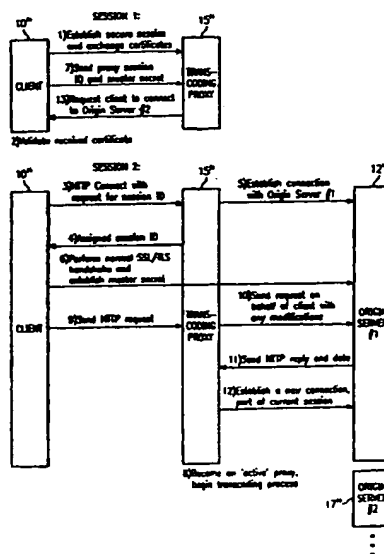 SESSION 1:
10"
15"
1)Establish secure session
and exchange certificates
7)Send proxy session
ID and master secret
CLIENT
TRANS-
CODING
PROXY
13)Request client to connect
to Origin Server #2
2)Validate received certificate
SESSION 2:
10"
15"
12"
3)HTTP Connect with
request for session ID
5)Establish connection
with Origin Server #1
4)Assigned session ID
6)Perform normal SSL/TLS
handshake and
establish master secret
10)Send request on
behalf of client with
any modifications
9)Send HTTP request
CLIENT
TRANS-
CODING
PROXY
ORIGIN
SERVER
#1
11)Send HTTP reply and data
12)Establish a new connection,
part of current session
8)Become an 'active' proxy,
begin transcoding process
17"
ORIGIN
SERVER
#2